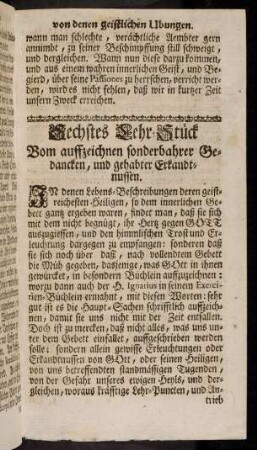 von denen geistlichen Ubungen.
wann man schlechte, verächtliche Aembter gern
annimbt, zu seiner Beschimpffung still schweigt,
und dergleichen. Wann nun dise darzu kommen,
und aus einem wahren innerlichen Geist, und Be-
gierd, über seine Passiones zu herrschen, verricht wer-
den, wird es nicht fehlen, daß wir in kurtzer Zeit
unsern Zweck erreichen.
Sechstes Lehr-Stück
Vom auffzeichnen sonderbahrer Ge-
dancken, und gehabter Erkandt-
nussen.
IN denen Lebens-Beschreibungen deren geist-
reichesten Heiligen, so dem innerlichen Ge-
bett gantz ergeben waren, findet man, daß sie sich
mit dem nicht begnügt, ihr Hertz gegen GOTT
auszugiessen, und den himmlischen Trost und Er-
leuchtung dargegen zu empfangen: sonderen daß
sie sich noch über daß, nach vollendtem Gebett
die Müh gegeben, dasjenige, was GOtt in ihnen
gewürcket, in besondern Büchlein auffzuzeichnen:
worzu dann auch der H. Ignatius in seinem Exerci-
tien-Büchlein ermahnt, mit disen Worten: sehr
gut ist es die Haupt-Sachen schrifftlich auffzeich-
nen, damit sie uns nicht mit der Zeit entfallen.
Doch ist zu mercken, daß nicht alles, was uns un-
ter dem Gebett einfallet, auffgeschrieben werden
solle: sondern allein gewisse Erleuchtungen oder
Erkandtnussen von GOtt, oder seinen Heiligen,
von uns betreffendten standmäßigen Tugenden,
von der Gefahr unseres ewigen Heyls, und der-
gleichen, woraus kräfftige Lehr-Puncten, und An-
trieb